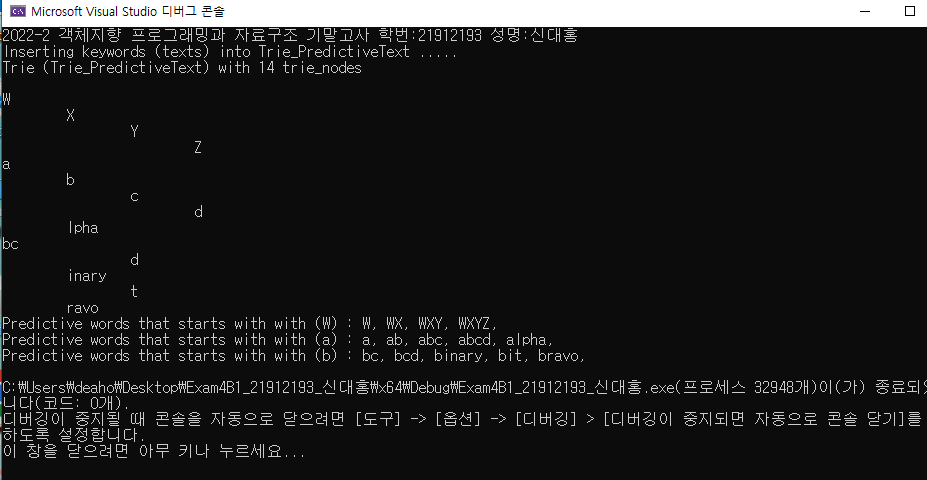 Microsoft Visual Studio 디버그 콘솔
2022-2 객체지향 프로그래밍과 자료구조 기말고사 학번:21912193 성명:신대홍
Inserting keywords (texts) into Trie_PredictiveText .....
Trie (Trie_PredictiveText) with 14 trie_nodes
W
X
Y
Z
a
b
c
d
lpha
bc
d
inary
t
ravo
Predictive words that starts with with (W) : W, WX, WXY, WXYZ,
Predictive words that starts with with (a) : a, ab, abc, abcd, alpha,
Predictive words that starts with with (b) : bc, bcd, binary, bit, bravo,
C:₩Users₩deaho₩Desktop₩Exam4B1_21912193_신대홍₩x64₩Debug₩Exam4B1_21912193_신대홍.exe(프로세스 32948개)이(가) 종료되었
니다(코드: 0개).
디버깅이 중지될 때 콘솔을 자동으로 닫으려면 [도구] -> [옵션] -> [디버깅] > [디버깅이 중지되면 자동으로 콘솔 닫기]를
하도록 설정합니다.
이 창을 닫으려면 아무 키나 누르세요...